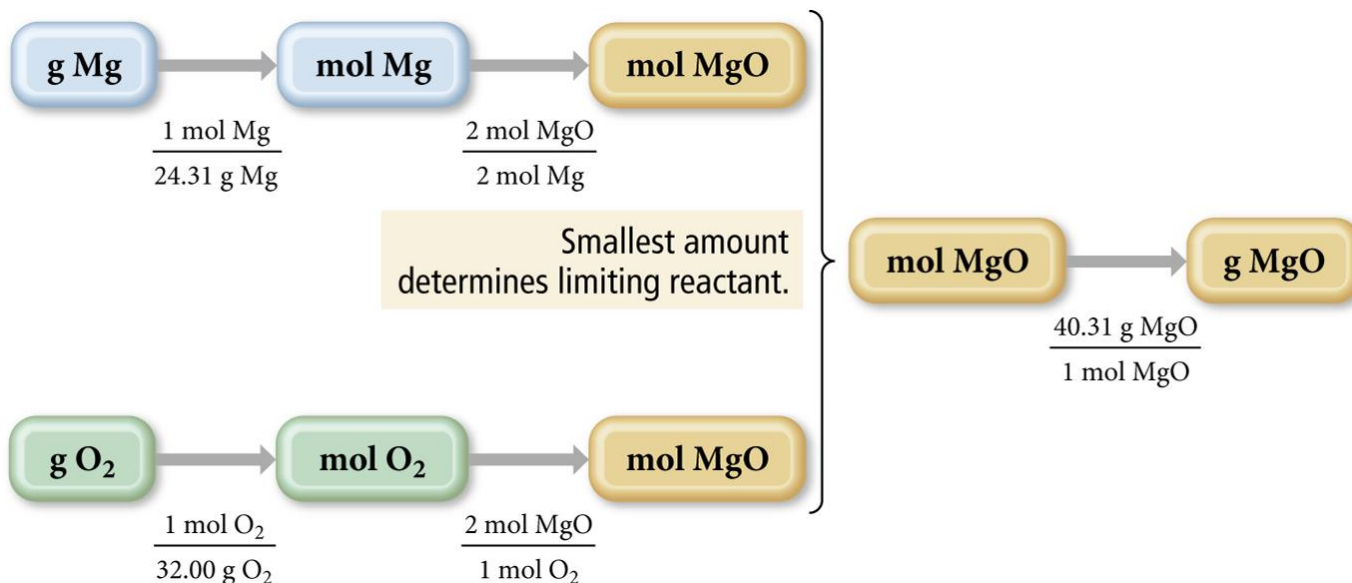 g Mg
mol Mg
mol MgO
1 mol Mg
24.31 g Mg
2 mol MgO
2 mol Mg
Smallest amount
determines limiting reactant.
mol MgO
g MgO
40.31 g MgO
1 mol MgO
g O₂
mol O₂
mol MgO
1 mol O₂
32.00 g O₂
2 mol MgO
1 mol O₂